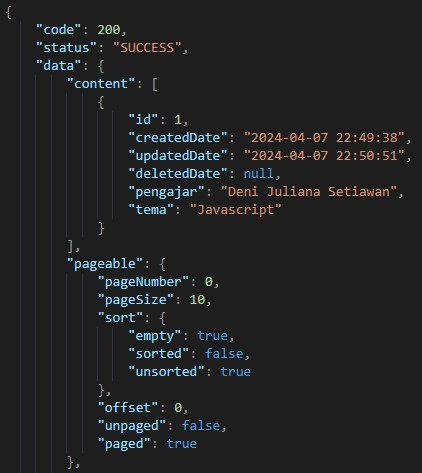 {
    "code": 200,
    "status": "SUCCESS",
    "data": {
        "content": [
            {
                "id": 1,
                "createdDate": "2024-04-07 22:49:38",
                "updatedDate": "2024-04-07 22:50:51",
                "deletedDate": null,
                "pengajar": "Deni Juliana Setiawan",
                "tema": "Javascript"
            }
        ],
        "pageable": {
            "pageNumber": 0,
            "pageSize": 10,
            "sort": {
                "empty": true,
                "sorted": false,
                "unsorted": true
            },
            "offset": 0,
            "unpaged": false,
            "paged": true
        },